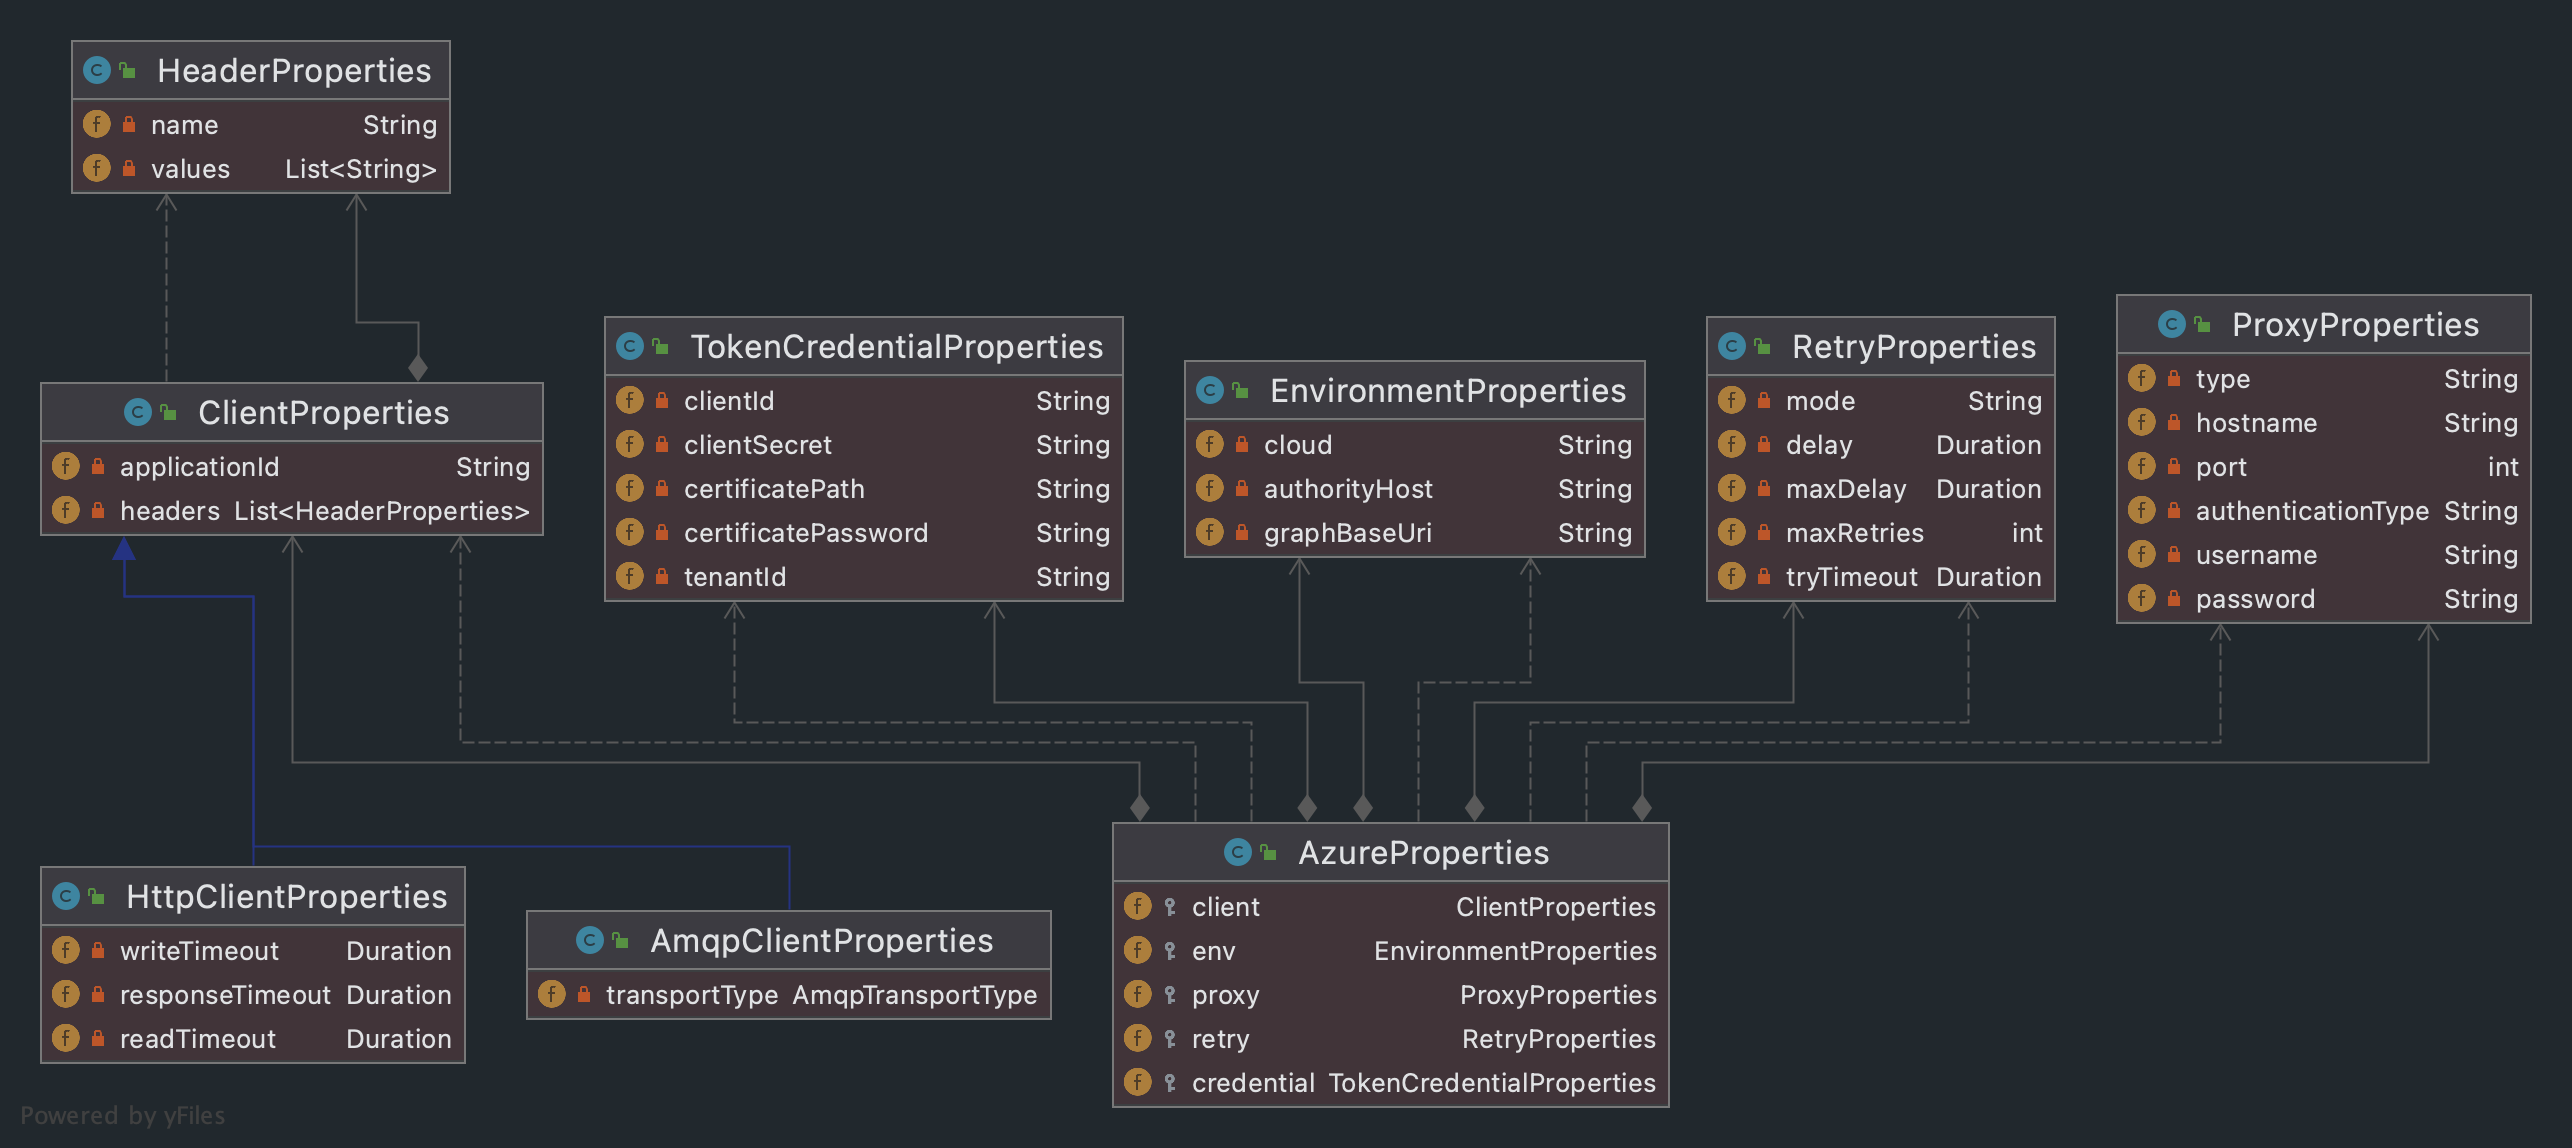 HeaderProperties
name String
values List<String>
ClientProperties
applicationId String
headers List<HeaderProperties>
TokenCredentialProperties
clientId String
clientSecret String
certificatePath String
certificatePassword String
tenantId String
EnvironmentProperties
cloud String
authorityHost String
graphBaseUri String
RetryProperties
mode String
delay Duration
maxDelay Duration
maxRetries int
tryTimeout Duration
ProxyProperties
type String
hostname String
port int
authenticationType String
username String
password String
HttpClientProperties
writeTimeout Duration
responseTimeout Duration
readTimeout Duration
AmqpClientProperties
transportType AmqpTransportType
AzureProperties
client ClientProperties
env EnvironmentProperties
proxy ProxyProperties
retry RetryProperties
credential TokenCredentialProperties
Powered by yFiles